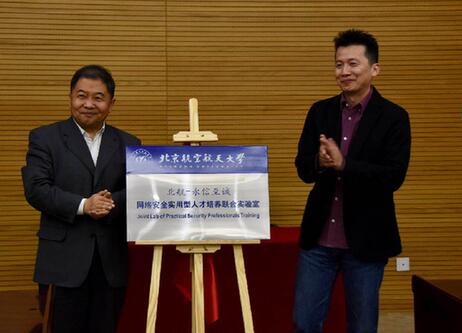 北京航空航天大學
北航-永信至诚
网络安全实用型人才培养联合实验室
Joint Lab of Practical Security Professionals Training